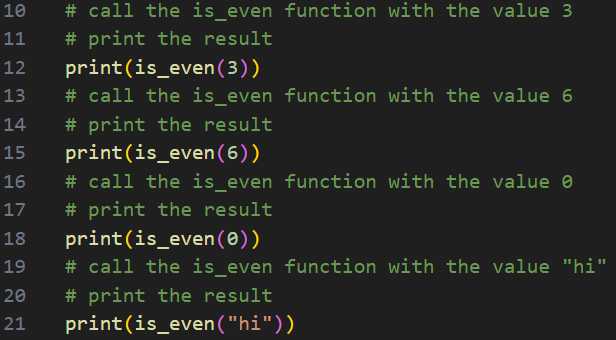 10 # call the is_even function with the value 3
11 # print the result
12 print(is_even(3))
13 # call the is_even function with the value 6
14 # print the result
15 print(is_even(6))
16 # call the is_even function with the value 0
17 # print the result
18 print(is_even(0))
19 # call the is_even function with the value "hi"
20 # print the result
21 print(is_even("hi"))